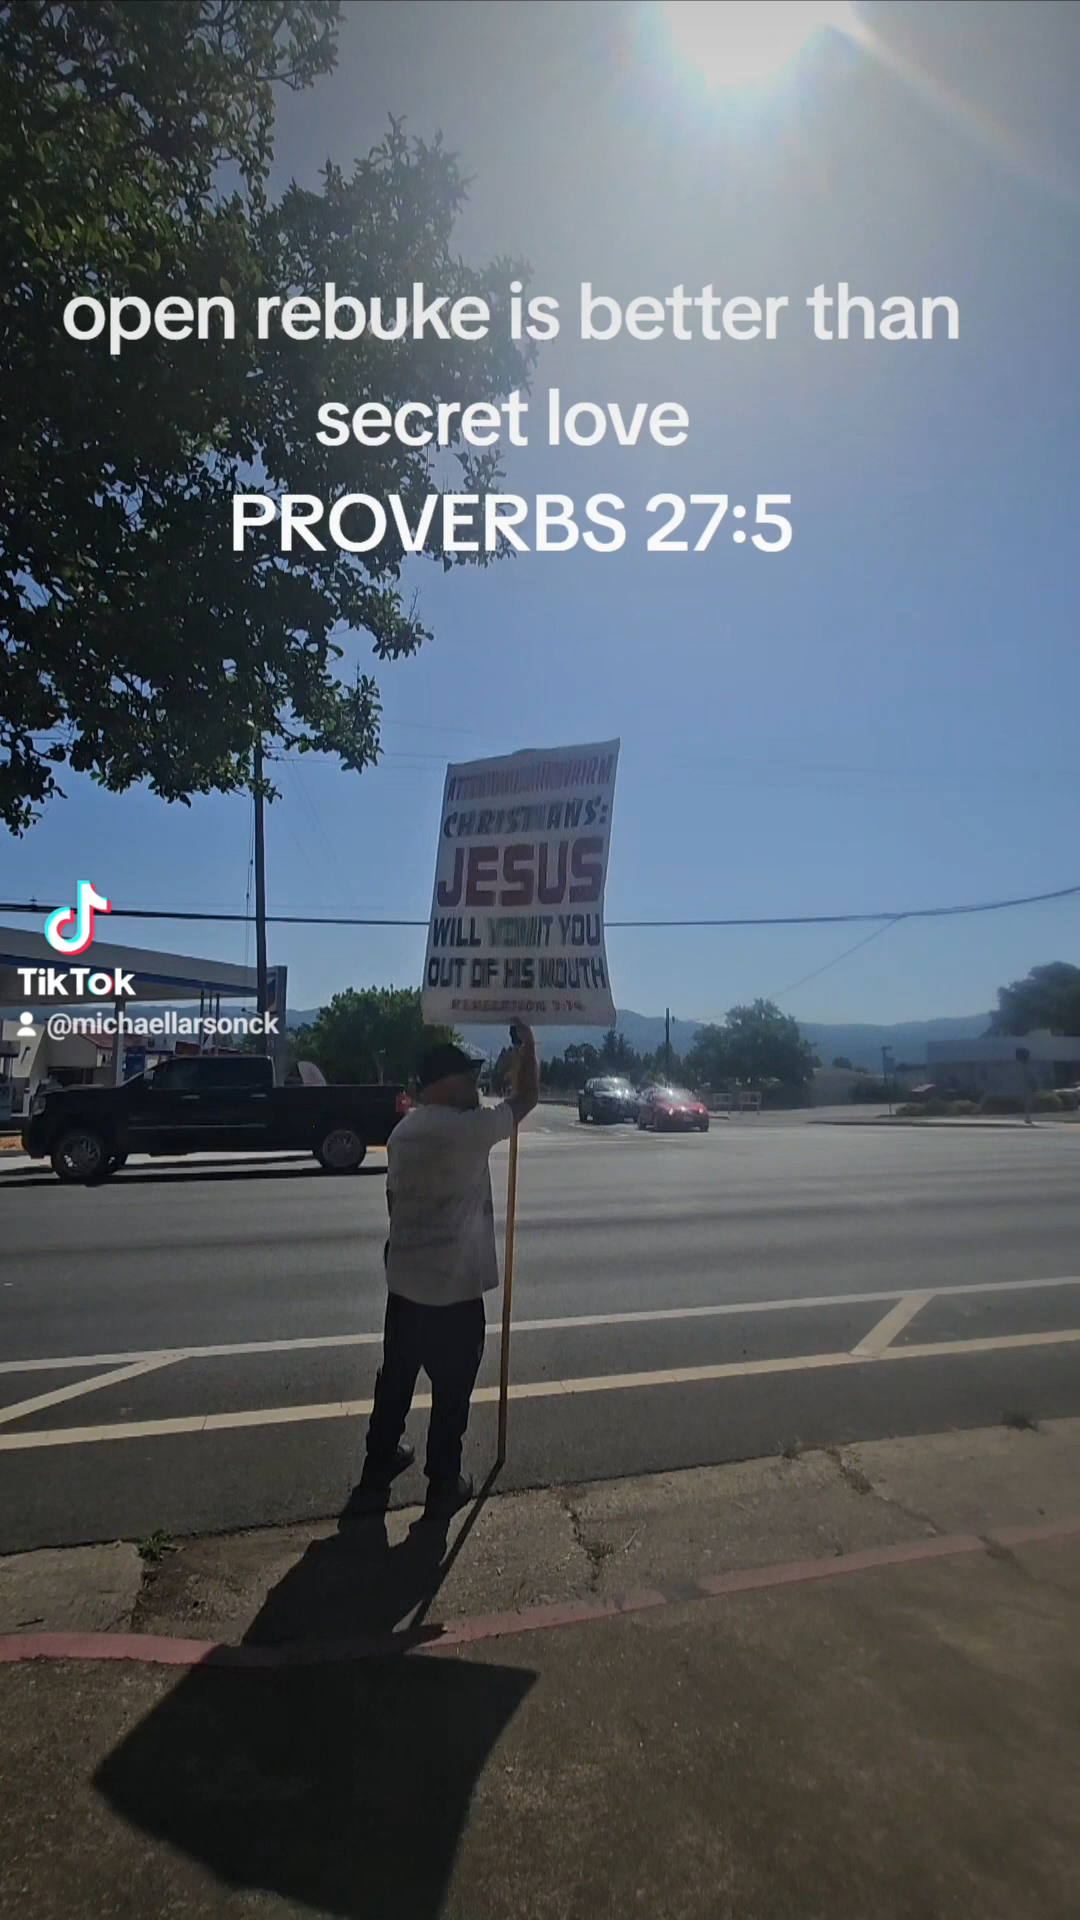 open rebuke is better than
secret love
PROVERBS 27:5
CHRISTIANS:
JESUS
WILL VOMIT YOU
OUT OF HIS MOUTH
TikTok
@michaellarsonck